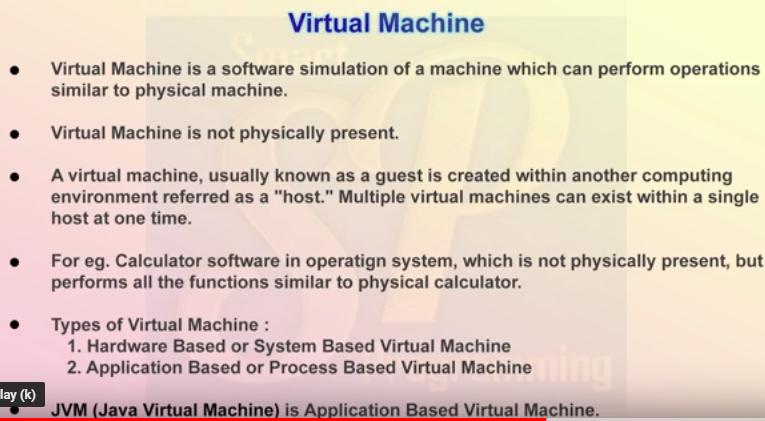 Virtual Machine
● Virtual Machine is a software simulation of a machine which can perform operations
similar to physical machine.
● Virtual Machine is not physically present.
● A virtual machine, usually known as a guest is created within another computing
environment referred as a "host." Multiple virtual machines can exist within a single
host at one time.
● For eg. Calculator software in operatign system, which is not physically present, but
performs all the functions similar to physical calculator.
● Types of Virtual Machine :
1. Hardware Based or System Based Virtual Machine
2. Application Based or Process Based Virtual Machine
lay (k)
● JVM (Java Virtual Machine) is Application Based Virtual Machine.
Smart
SP
Programming